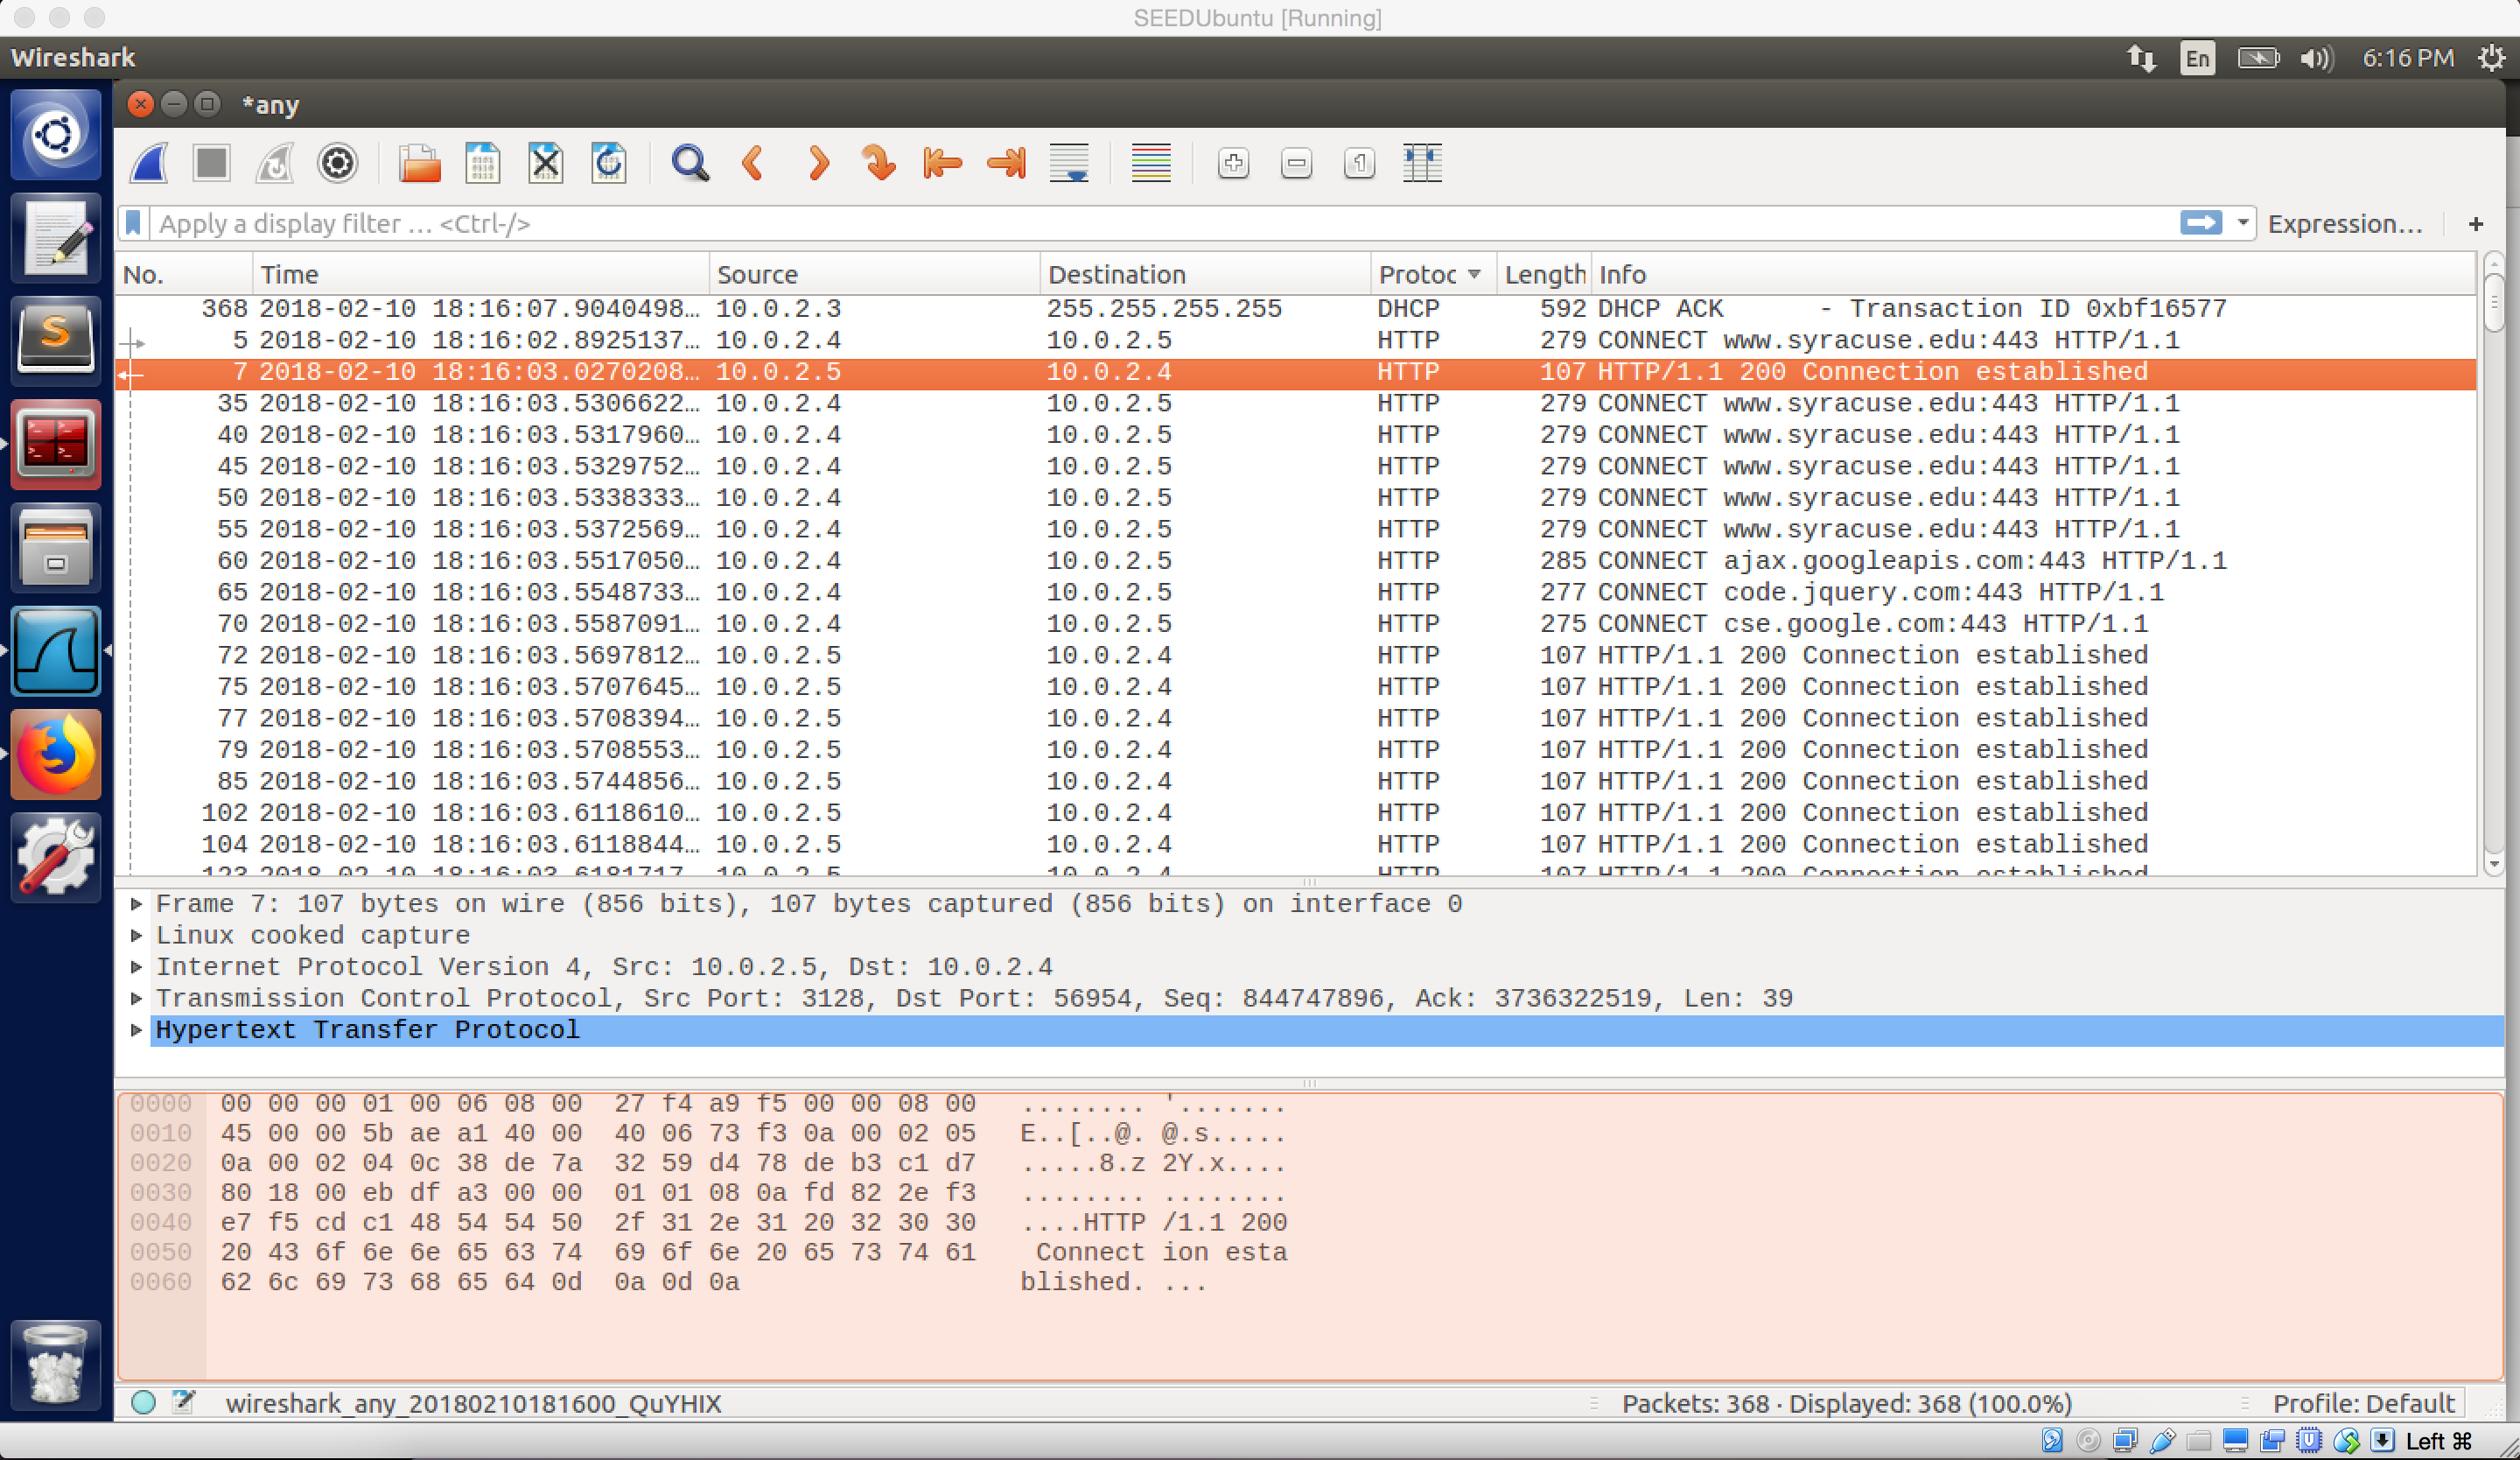 SEEDUbuntu [Running]
Wireshark
En
6:16 PM
*any
Apply a display filter … <Ctrl-/>
Expression…
+
No. Time Source Destination Protoc Length Info
368 2018-02-10 18:16:07.9040498… 10.0.2.3 255.255.255.255 DHCP 592 DHCP ACK - Transaction ID 0xbf16577
5 2018-02-10 18:16:02.8925137… 10.0.2.4 10.0.2.5 HTTP 279 CONNECT www.syracuse.edu:443 HTTP/1.1
7 2018-02-10 18:16:03.0270208… 10.0.2.5 10.0.2.4 HTTP 107 HTTP/1.1 200 Connection established
35 2018-02-10 18:16:03.5306622… 10.0.2.4 10.0.2.5 HTTP 279 CONNECT www.syracuse.edu:443 HTTP/1.1
40 2018-02-10 18:16:03.5317960… 10.0.2.4 10.0.2.5 HTTP 279 CONNECT www.syracuse.edu:443 HTTP/1.1
45 2018-02-10 18:16:03.5329752… 10.0.2.4 10.0.2.5 HTTP 279 CONNECT www.syracuse.edu:443 HTTP/1.1
50 2018-02-10 18:16:03.5338333… 10.0.2.4 10.0.2.5 HTTP 279 CONNECT www.syracuse.edu:443 HTTP/1.1
55 2018-02-10 18:16:03.5372569… 10.0.2.4 10.0.2.5 HTTP 279 CONNECT www.syracuse.edu:443 HTTP/1.1
60 2018-02-10 18:16:03.5517050… 10.0.2.4 10.0.2.5 HTTP 285 CONNECT ajax.googleapis.com:443 HTTP/1.1
65 2018-02-10 18:16:03.5548733… 10.0.2.4 10.0.2.5 HTTP 277 CONNECT code.jquery.com:443 HTTP/1.1
70 2018-02-10 18:16:03.5587091… 10.0.2.4 10.0.2.5 HTTP 275 CONNECT cse.google.com:443 HTTP/1.1
72 2018-02-10 18:16:03.5697812… 10.0.2.5 10.0.2.4 HTTP 107 HTTP/1.1 200 Connection established
75 2018-02-10 18:16:03.5707645… 10.0.2.5 10.0.2.4 HTTP 107 HTTP/1.1 200 Connection established
77 2018-02-10 18:16:03.5708394… 10.0.2.5 10.0.2.4 HTTP 107 HTTP/1.1 200 Connection established
79 2018-02-10 18:16:03.5708553… 10.0.2.5 10.0.2.4 HTTP 107 HTTP/1.1 200 Connection established
85 2018-02-10 18:16:03.5744856… 10.0.2.5 10.0.2.4 HTTP 107 HTTP/1.1 200 Connection established
102 2018-02-10 18:16:03.6118610… 10.0.2.5 10.0.2.4 HTTP 107 HTTP/1.1 200 Connection established
104 2018-02-10 18:16:03.6118844… 10.0.2.5 10.0.2.4 HTTP 107 HTTP/1.1 200 Connection established
123 2018-02-10 18:16:03.6181717… 10.0.2.5 10.0.2.4 HTTP 107 HTTP/1.1 200 Connection established
Frame 7: 107 bytes on wire (856 bits), 107 bytes captured (856 bits) on interface 0
Linux cooked capture
Internet Protocol Version 4, Src: 10.0.2.5, Dst: 10.0.2.4
Transmission Control Protocol, Src Port: 3128, Dst Port: 56954, Seq: 844747896, Ack: 3736322519, Len: 39
Hypertext Transfer Protocol
0000 00 00 00 01 00 06 08 00 27 f4 a9 f5 00 00 08 00 ........ '.......
0010 45 00 00 5b ae a1 40 00 40 06 73 f3 0a 00 02 05 E..[..@. @.s.....
0020 0a 00 02 04 0c 38 de 7a 32 59 d4 78 de b3 c1 d7 .....8.z 2Y.x....
0030 80 18 00 eb df a3 00 00 01 01 08 0a fd 82 2e f3 ........ ........
0040 e7 f5 cd c1 48 54 54 50 2f 31 2e 31 20 32 30 30 ....HTTP /1.1 200
0050 20 43 6f 6e 6e 65 63 74 69 6f 6e 20 65 73 74 61 Connect ion esta
0060 62 6c 69 73 68 65 64 0d 0a 0d 0a blished. ...
wireshark_any_20180210181600_QuYHIX
Packets: 368 · Displayed: 368 (100.0%)
Profile: Default
Left ⌘